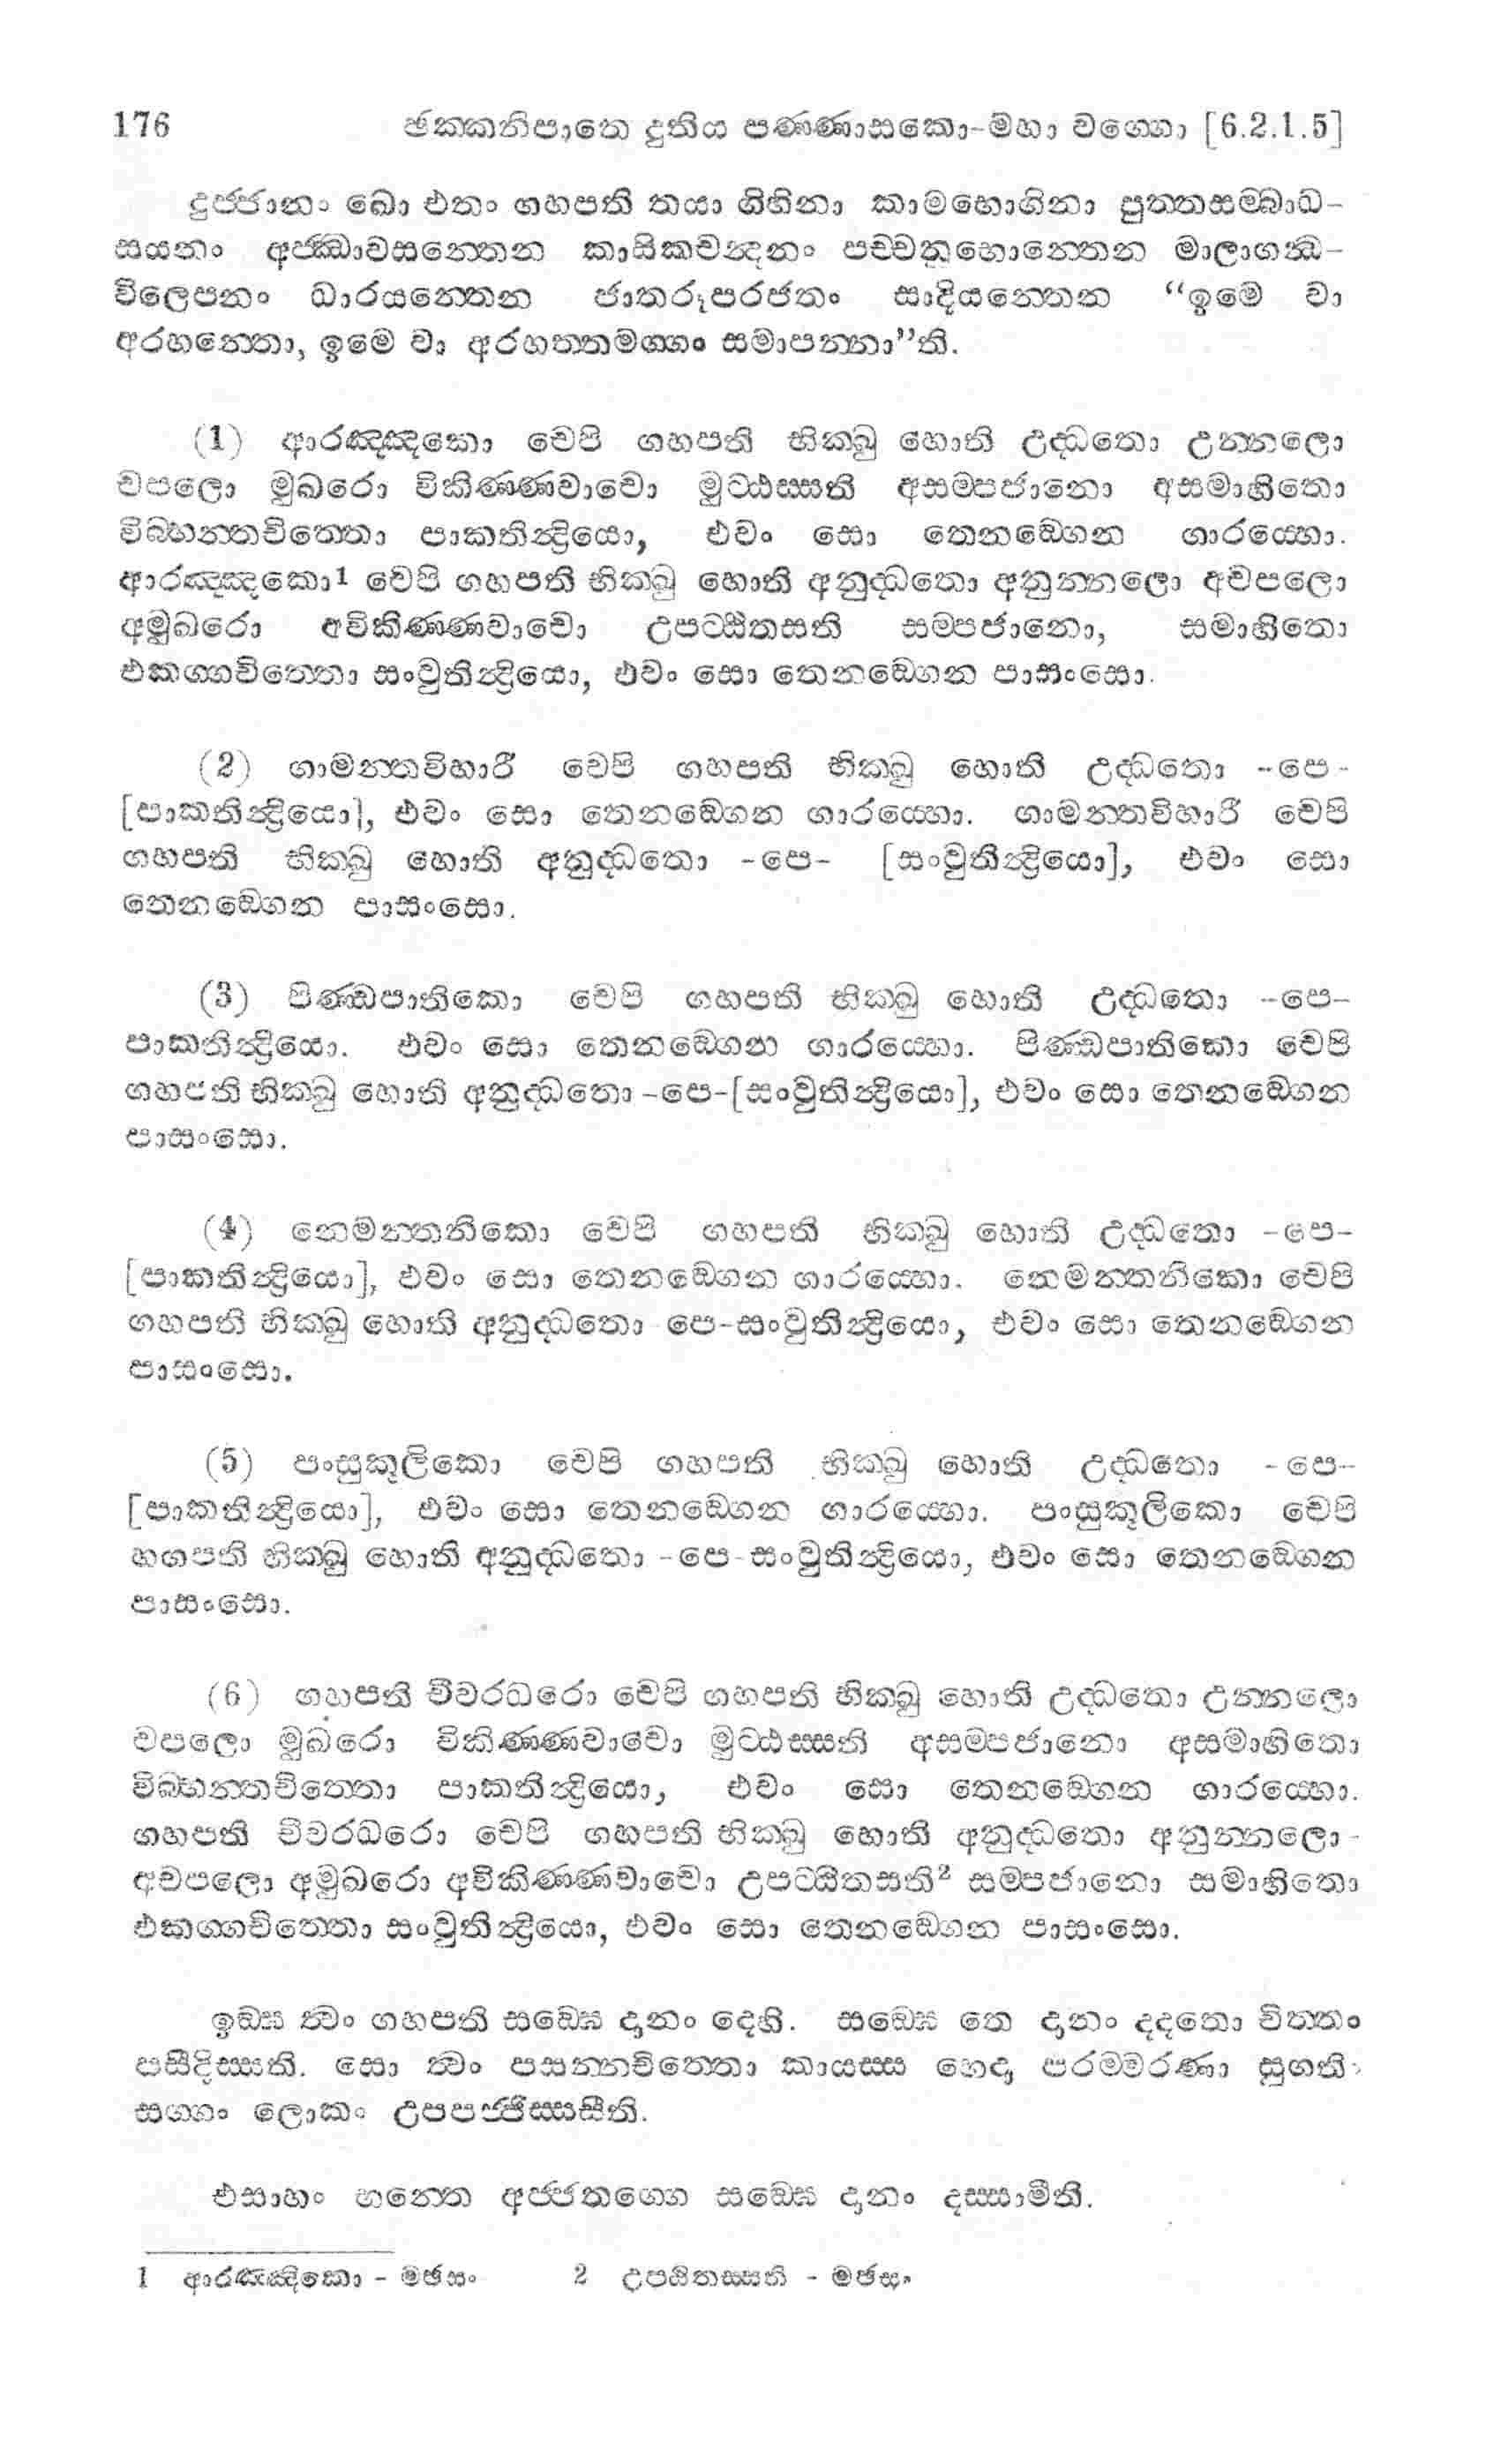 176 ඡක්කනිපාතෙ දුතිය පණ්ණාසකො-මහා වග්ගො [6.2.1.5]
දුජ්ජානං ඛො එතං ගහපති තයා ගිහිනා කාමභොගිනා පුත්තසම්බාධ-
සයනං අජ්ඣාවසන්තෙන කාසිකචන්දනං පච්චනුභොන්තෙන මාලාගන්ධ-
විලෙපනං ධාරයන්තෙන ජාතරූපරජතං සාදියන්තෙන “ඉමෙ වා
අරහන්තො, ඉමෙ වා අරහත්තමග්ගං සමාපන්නා”ති.
(1) ආරඤ්ඤකො චෙපි ගහපති භික්ඛු හොති උද්ධතො උන්නලො
චපලො මුඛරො විකිණ්ණවාචො මුට්ඨස්සති අසම්පජානො අසමාහිතො
විබ්භන්තචිත්තො පාකතින්ද්‍රියො, එවං සො තෙනඞ්ගෙන ගාරය්හො.
ආරඤ්ඤකො1 චෙපි ගහපති භික්ඛු හොති අනුද්ධතො අනුන්නලො අචපලො
අමුඛරො අවිකිණ්ණවාචො උපට්ඨිතසති සම්පජානො, සමාහිතො
එකග්ගචිත්තො සංවුතින්ද්‍රියො, එවං සො තෙනඞ්ගෙන පාසංසො.
(2) ගාමන්තවිහාරී චෙපි ගහපති භික්ඛු හොති උද්ධතො -පෙ-
[පාකතින්ද්‍රියො], එවං සො තෙනඞ්ගෙන ගාරය්හො. ගාමන්තවිහාරී චෙපි
ගහපති භික්ඛු හොති අනුද්ධතො -පෙ- [සංවුතින්ද්‍රියො], එවං සො
තෙනඞ්ගෙන පාසංසො.
(3) පිණ්ඩපාතිකො චෙපි ගහපති භික්ඛු හොති උද්ධතො -පෙ-
පාකතින්ද්‍රියො. එවං සො තෙනඞ්ගෙන ගාරය්හො. පිණ්ඩපාතිකො චෙපි
ගහපති භික්ඛු හොති අනුද්ධතො -පෙ-[සංවුතින්ද්‍රියො], එවං සො තෙනඞ්ගෙන
පාසංසො.
(4) නෙමන්තනිකො චෙපි ගහපති භික්ඛු හොති උද්ධතො -පෙ-
[පාකතින්ද්‍රියො], එවං සො තෙනඞ්ගෙන ගාරය්හො. නෙමන්තනිකො චෙපි
ගහපති භික්ඛු හොති අනුද්ධතො පෙ-සංවුතින්ද්‍රියො, එවං සො තෙනඞ්ගෙන
පාසංසො.
(5) පංසුකූලිකො චෙපි ගහපති භික්ඛු හොති උද්ධතො -පෙ-
[පාකතින්ද්‍රියො], එවං සො තෙනඞ්ගෙන ගාරය්හො. පංසුකූලිකො චෙපි
හගපති භික්ඛු හොති අනුද්ධතො -පෙ-සංවුතින්ද්‍රියො, එවං සො තෙනඞ්ගෙන
පාසංසො.
(6) ගහපති චීවරධරො චෙපි ගහපති භික්ඛු හොති උද්ධතො උන්නලො
චපලො මුඛරො විකිණ්ණවාචො මුට්ඨස්සති අසම්පජානො අසමාහිතො
විබ්භන්තචිත්තො පාකතින්ද්‍රියො, එවං සො තෙනඞ්ගෙන ගාරය්හො.
ගහපති චීවරධරො චෙපි ගහපති භික්ඛු හොති අනුද්ධතො අනුන්නලො-
අචපලො අමුඛරො අවිකිණ්ණවාචො උපට්ඨිතසති2 සම්පජානො සමාහිතො
එකග්ගචිත්තො සංවුතින්ද්‍රියො, එවං සො තෙනඞ්ගෙන පාසංසො.
ඉඞ්ඝ ත්වං ගහපති සඞ්ඝෙ දානං දෙහි. සඞ්ඝෙ තෙ දානං දදතො චිත්තං
පසීදිස්සති. සො ත්වං පසන්නචිත්තො කායස්ස භෙදා පරම්මරණා සුගතිං
සග්ගං ලොකං උපපජ්ජිස්සසීති.
එසාහං භන්තෙ අජ්ජතග්ගෙ සඞ්ඝෙ දානං දස්සාමීති.
1 ආරඤ්ඤිකො - මඡසං 2 උපඨිතස්සති - මඡසං